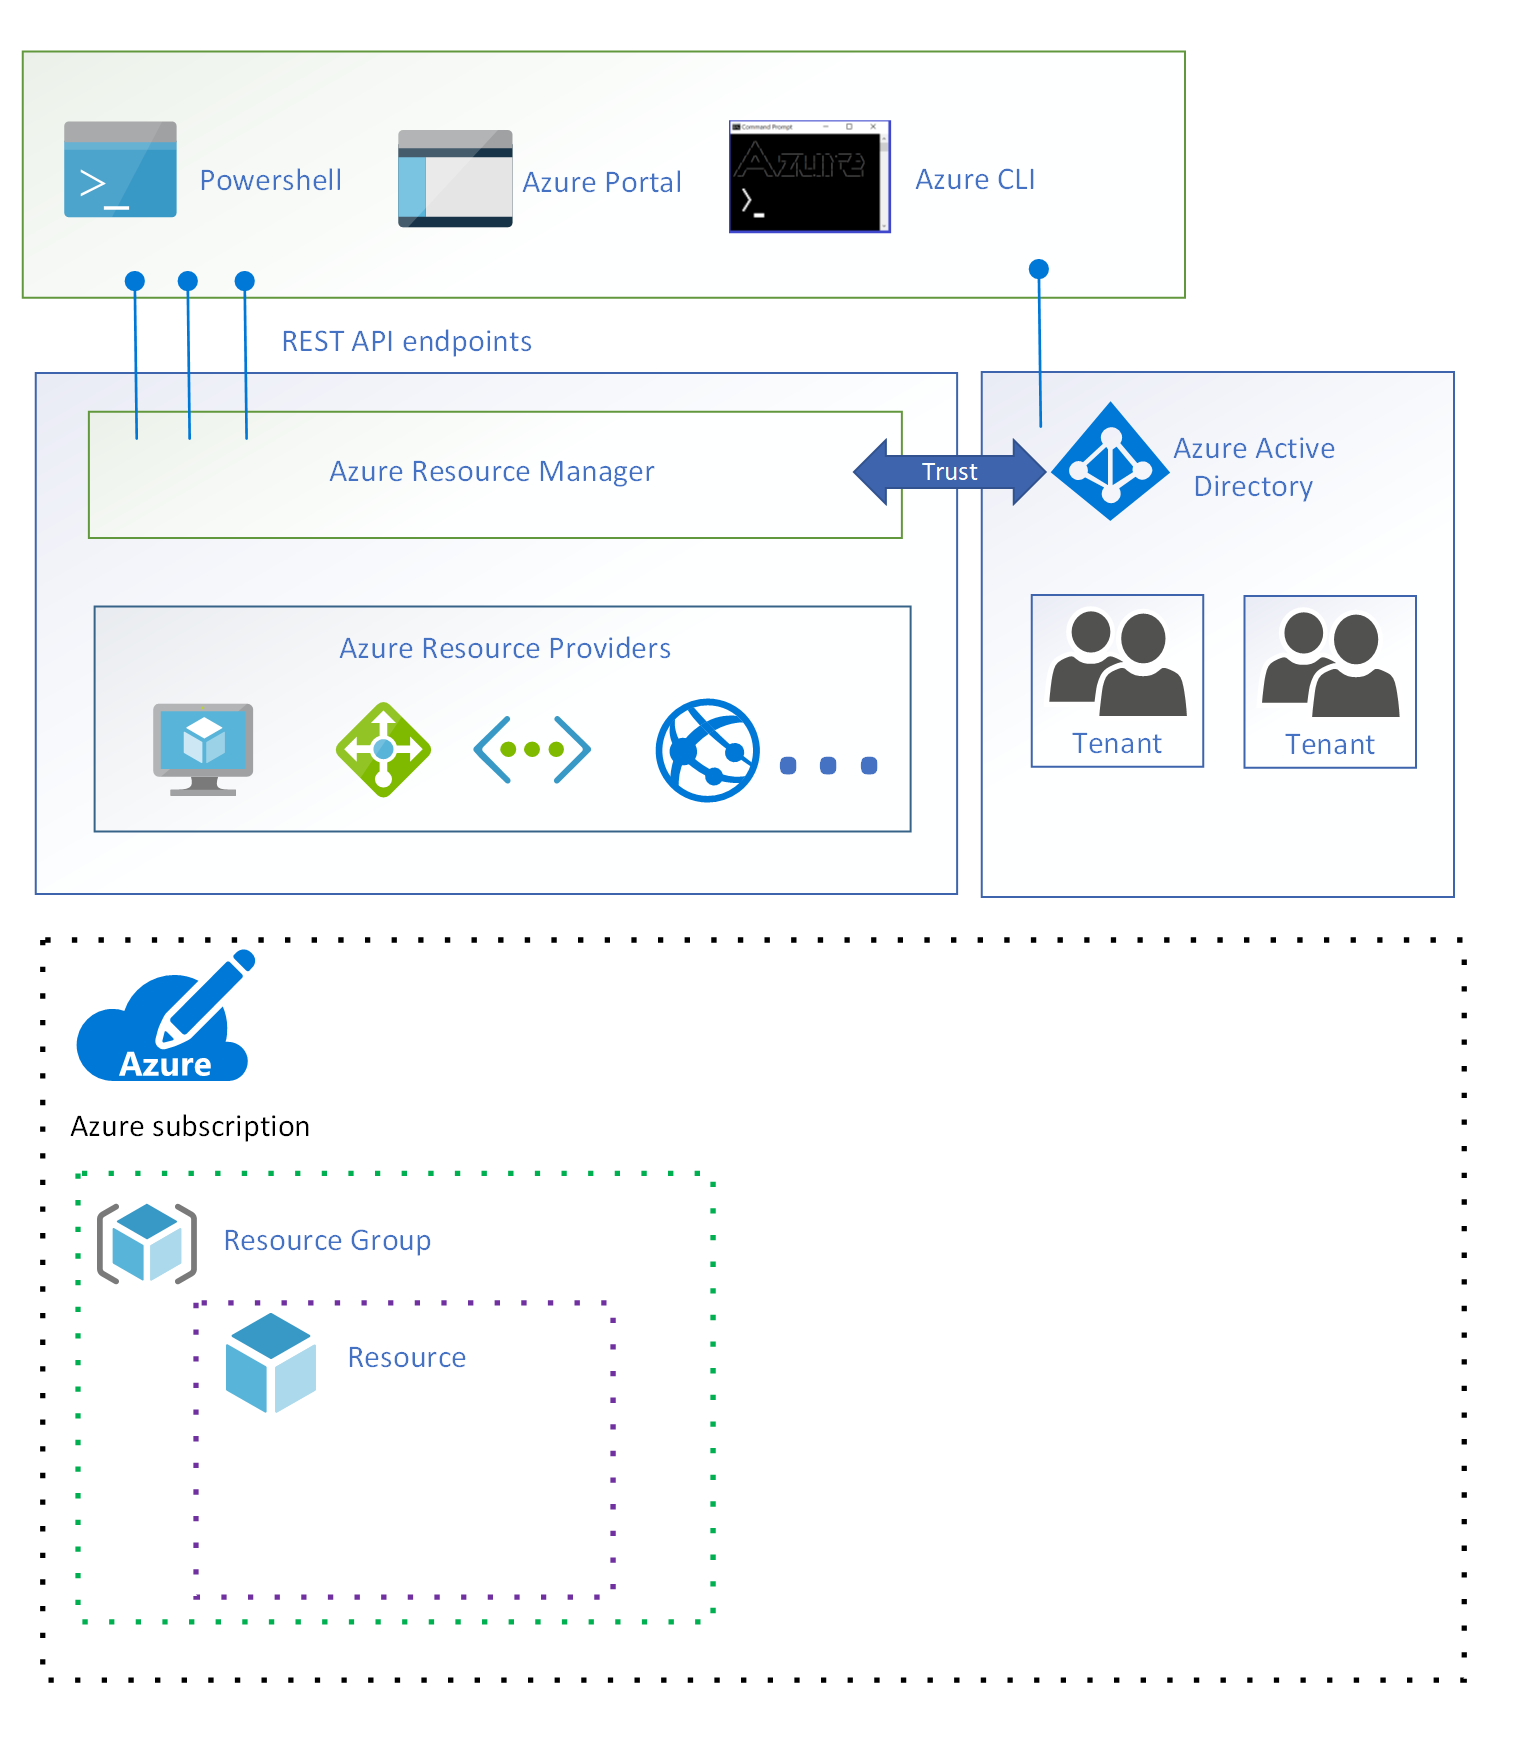 Powershell
Azure Portal
Command Prompt
Azure
Azure CLI
REST API endpoints
Azure Resource Manager
Trust
Azure Active
Directory
Azure Resource Providers
Tenant
Tenant
Azure
Azure subscription
Resource Group
Resource